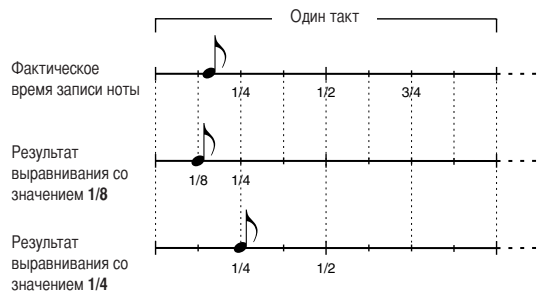 Один такт
Фактическое
время записи ноты
1/4 1/2 3/4
Результат
выравнивания со
значением 1/8
1/8 1/4
Результат
выравнивания со
значением 1/4
1/4 1/2